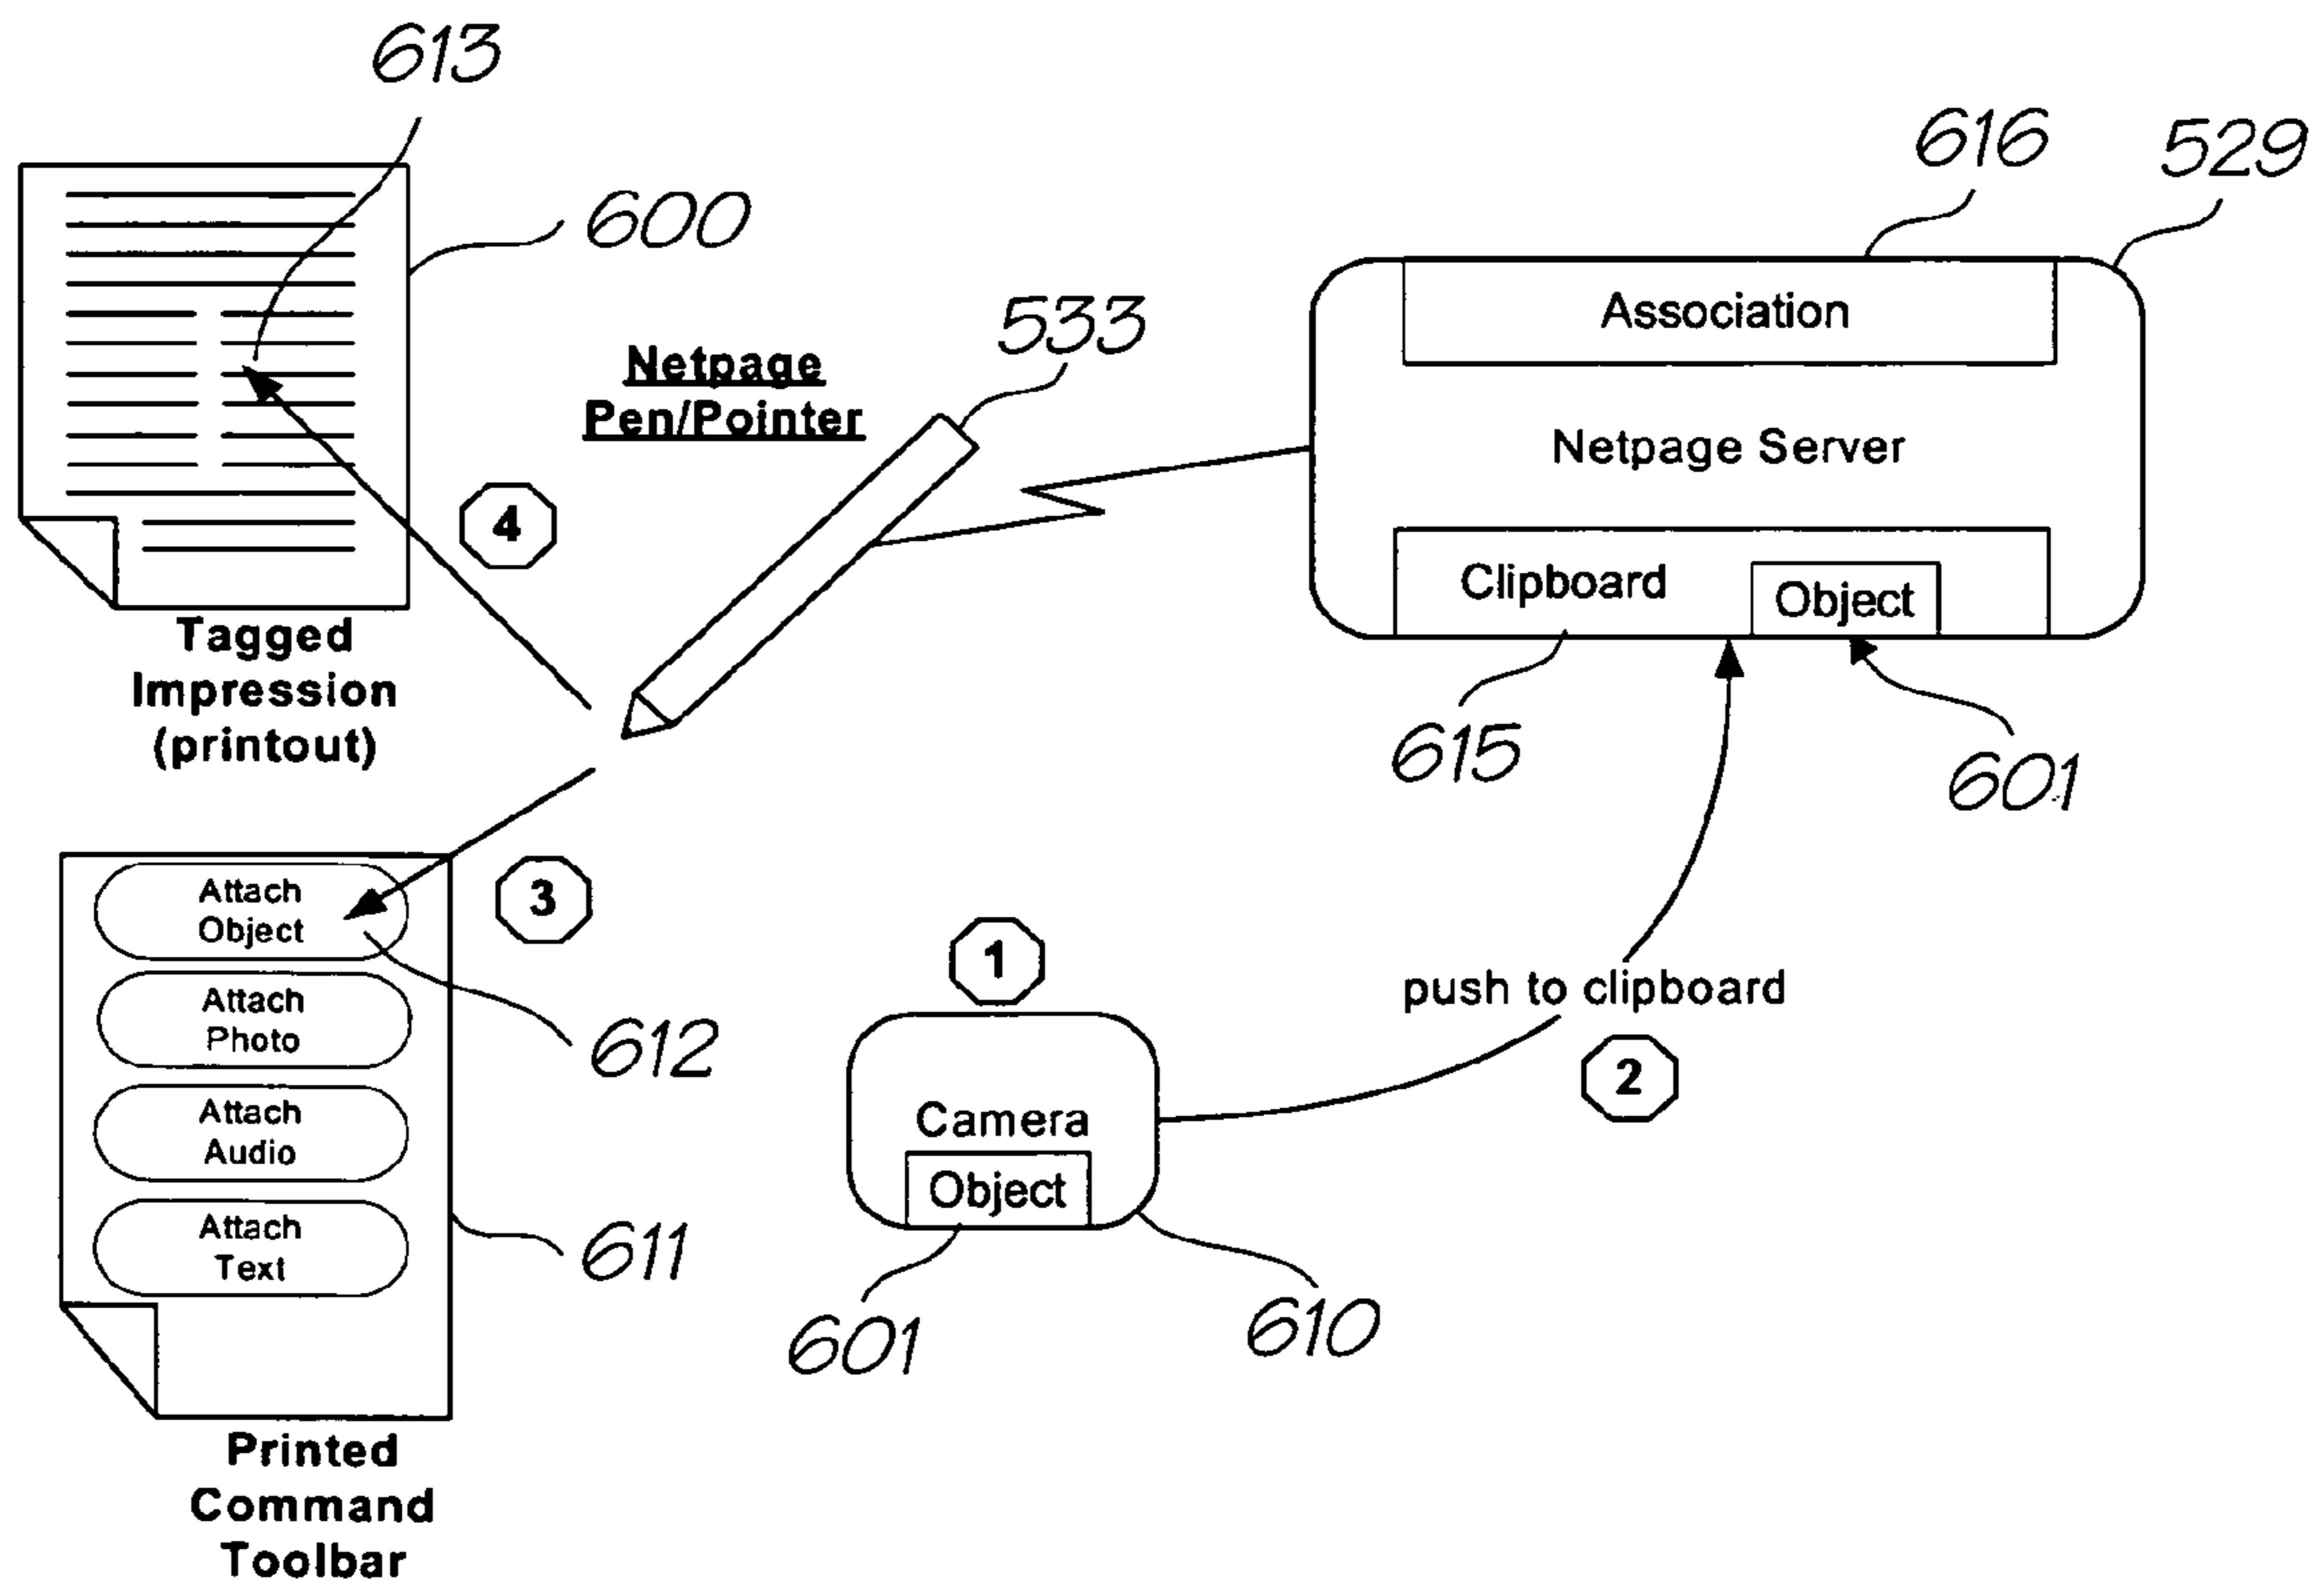 613
616
529
600
Association
533
Netpage
Pen/Pointer
Netpage Server
4
Clipboard
Object
Tagged
Impression
(printout)
615
601
Attach
Object
3
1
push to clipboard
Attach
Photo
612
2
Attach
Audio
Camera
Object
Attach
Text
611
601
610
Printed
Command
Toolbar